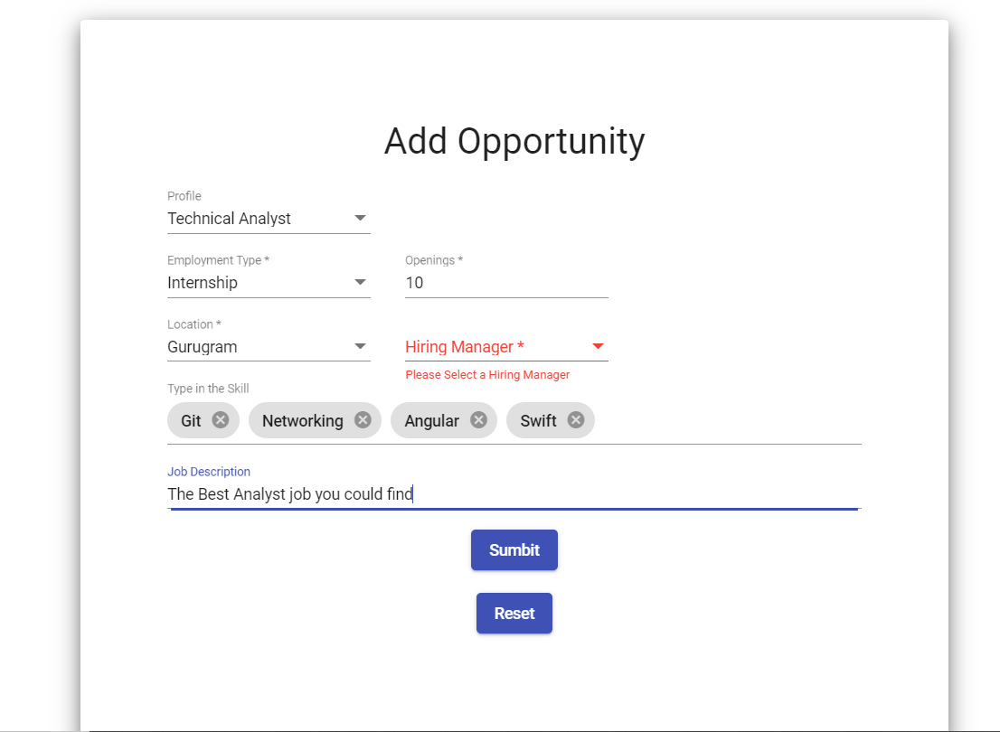 Add Opportunity
Profile
Technical Analyst
Employment Type * Openings *
Internship 10
Location *
Gurugram Hiring Manager *
Please Select a Hiring Manager
Type in the Skill
Git Networking Angular Swift
Job Description
The Best Analyst job you could find
Sumbit
Reset